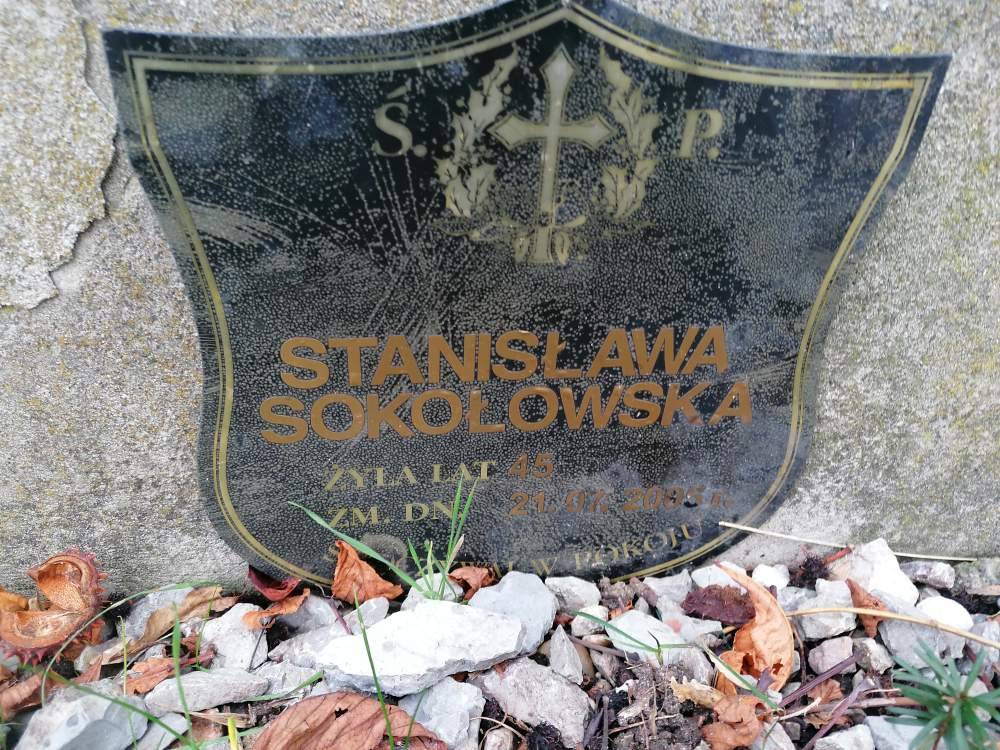 Ś. P.
STANISŁAWA
SOKOŁOWSKA
ŻYŁA LAT 45
ZM. DN. 21. 07. 2005 r.
W POKOJU